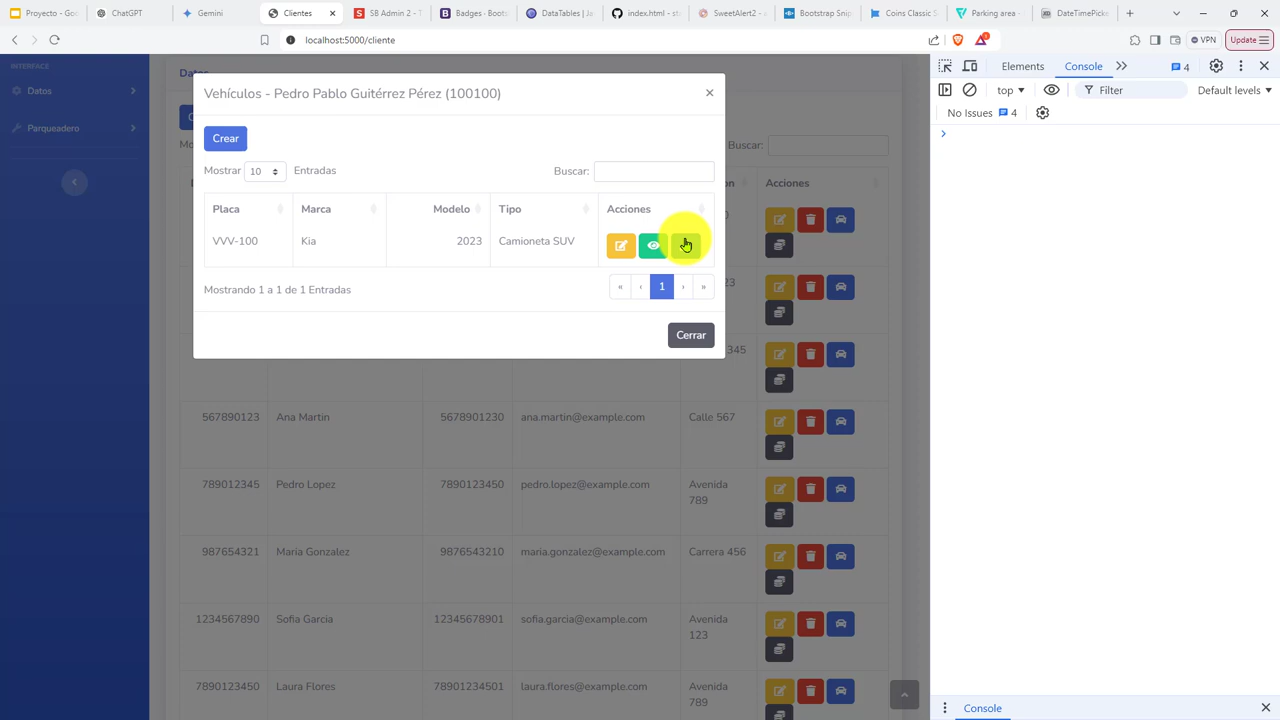 Proyecto - Goo
ChatGPT
Gemini
Clientes
SB Admin 2 - T
Badges - Boots
DataTables | Ja
index.html - sta
SweetAlert2 - a
Bootstrap Snip
Coins Classic S
Parking area -
DateTimePicke
localhost:5000/cliente
VPN
Update
INTERFACE
Datos
Parqueadero
Datos
Vehículos - Pedro Pablo Guitérrez Pérez (100100)
×
Crear
Mostrar 10 Entradas
Buscar:
Buscar:
Placa Marca Modelo Tipo Acciones
VVV-100 Kia 2023 Camioneta SUV
Mostrando 1 a 1 de 1 Entradas
« ‹ 1 › »
Cerrar
Acciones
567890123 Ana Martin 5678901230 ana.martin@example.com Calle 567
789012345 Pedro Lopez 7890123450 pedro.lopez@example.com Avenida
789
987654321 Maria Gonzalez 9876543210 maria.gonzalez@example.com Carrera 456
1234567890 Sofia Garcia 12345678901 sofia.garcia@example.com Avenida
123
7890123450 Laura Flores 78901234501 laura.flores@example.com Avenida
789
Elements
Console
4
top
Filter
Default levels
No Issues 4
Console